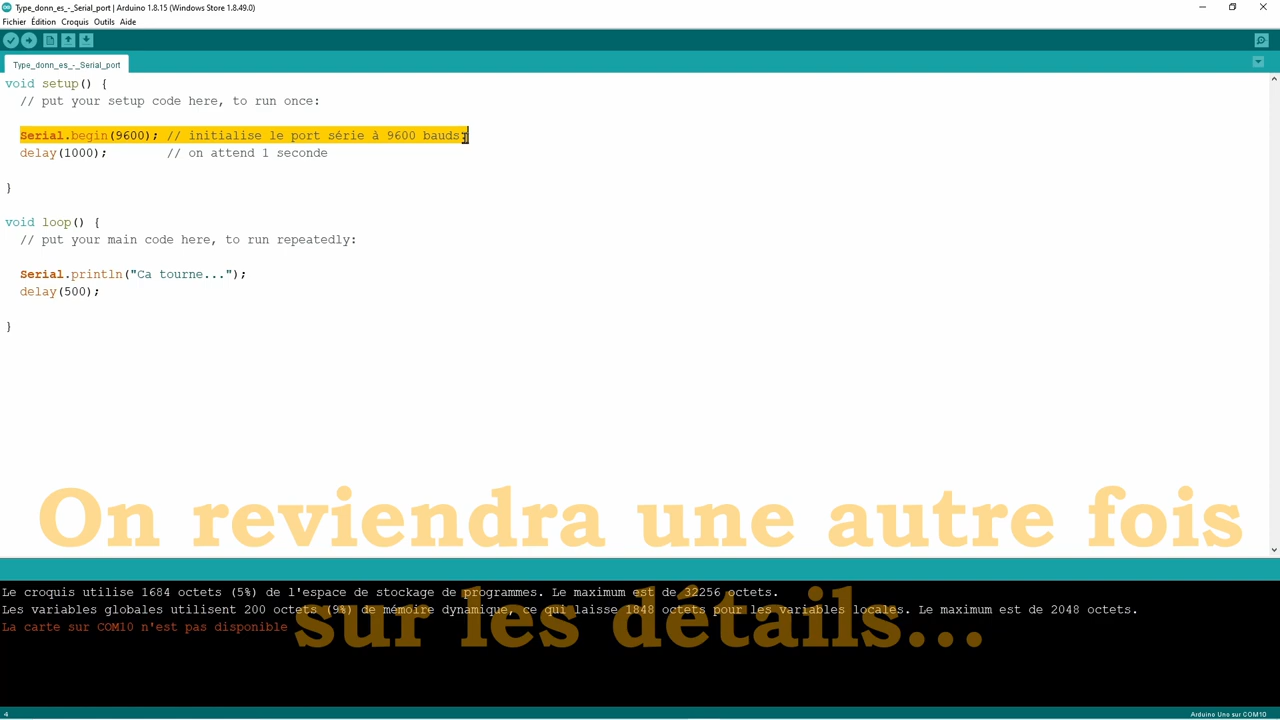 Type_donn_es_-_Serial_port | Arduino 1.8.15 (Windows Store 1.8.49.0)
Fichier Édition Croquis Outils Aide
Type_donn_es_-_Serial_port
void setup() {
// put your setup code here, to run once:
Serial.begin(9600); // initialise le port série à 9600 bauds
delay(1000); // on attend 1 seconde
}
void loop() {
// put your main code here, to run repeatedly:
Serial.println("Ca tourne...");
delay(500);
}
On reviendra une autre fois
sur les détails...
Le croquis utilise 1684 octets (5%) de l'espace de stockage de programmes. Le maximum est de 32256 octets.
Les variables globales utilisent 200 octets (9%) de mémoire dynamique, ce qui laisse 1848 octets pour les variables locales. Le maximum est de 2048 octets.
La carte sur COM10 n'est pas disponible
4
Arduino Uno sur COM10